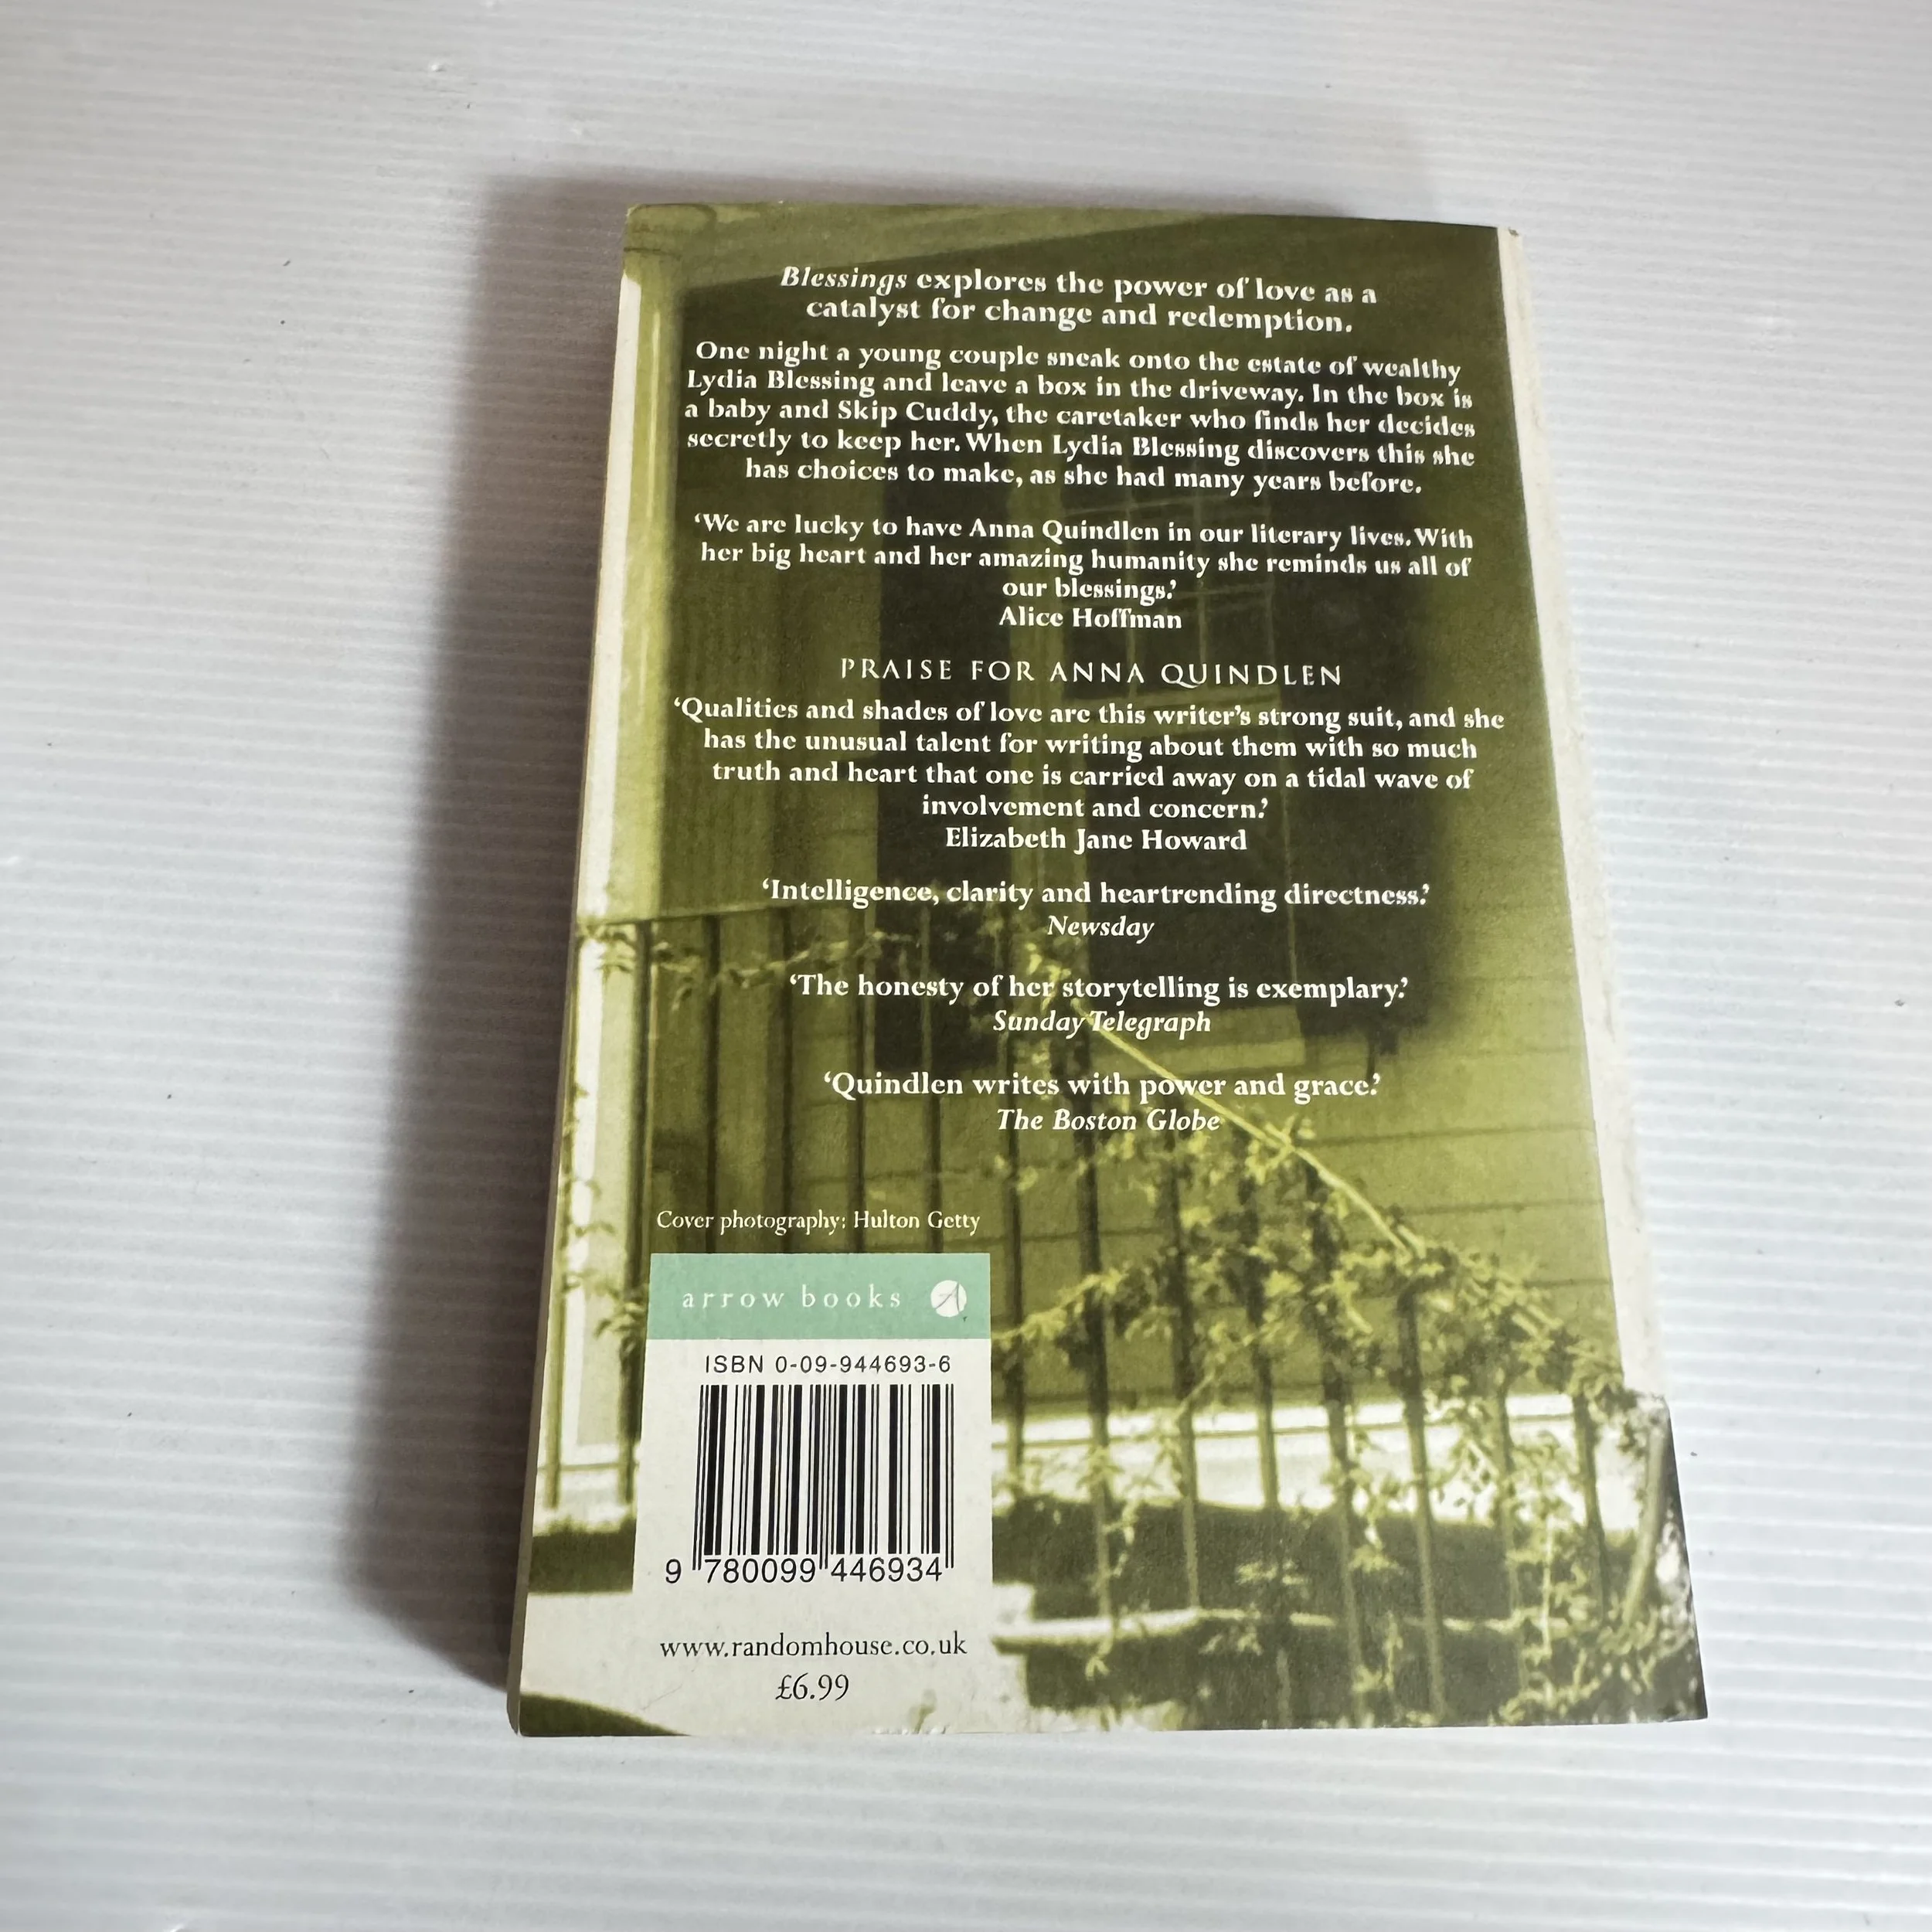 Blessings explores the power of love as a
catalyst for change and redemption.
One night a young couple sneak onto the estate of wealthy
Lydia Blessing and leave a box in the driveway. In the box is
a baby and Skip Cuddy, the caretaker who finds her decides
secretly to keep her. When Lydia Blessing discovers this she
has choices to make, as she had many years before.
‘We are lucky to have Anna Quindlen in our literary lives. With
her big heart and her amazing humanity she reminds us all of
our blessings.’
Alice Hoffman
PRAISE FOR ANNA QUINDLEN
‘Qualities and shades of love are this writer’s strong suit, and she
has the unusual talent for writing about them with so much
truth and heart that one is carried away on a tidal wave of
involvement and concern.’
Elizabeth Jane Howard
‘Intelligence, clarity and heartrending directness.’
Newsday
‘The honesty of her storytelling is exemplary.’
Sunday Telegraph
‘Quindlen writes with power and grace.’
The Boston Globe
Cover photography: Hulton Getty
arrow books
ISBN 0-09-944693-6
9 780099 446934
www.randomhouse.co.uk
£6.99